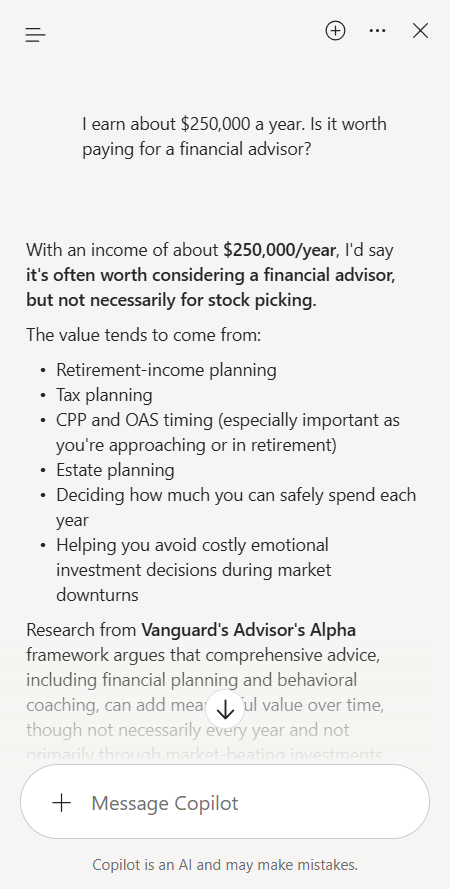 I earn about $250,000 a year. Is it worth
paying for a financial advisor?
With an income of about $250,000/year, I'd say
it's often worth considering a financial advisor,
but not necessarily for stock picking.
The value tends to come from:
• Retirement-income planning
• Tax planning
• CPP and OAS timing (especially important as
you're approaching or in retirement)
• Estate planning
• Deciding how much you can safely spend each
year
• Helping you avoid costly emotional
investment decisions during market
downturns
Research from Vanguard's Advisor's Alpha
framework argues that comprehensive advice,
including financial planning and behavioral
coaching, can add value over time,
though not necessarily every year and not
primarily through market-beating investments
Message Copilot
Copilot is an AI and may make mistakes.